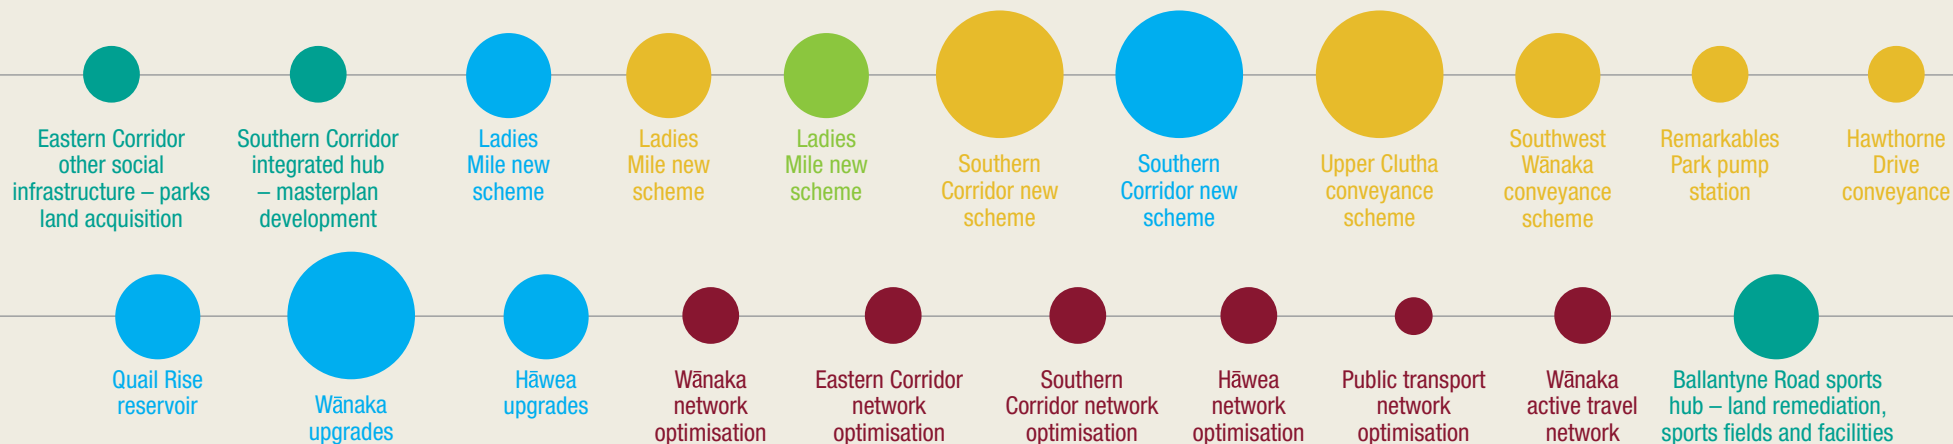 Eastern Corridor
other social
infrastructure – parks
land acquisition
Southern Corridor
integrated hub
– masterplan
development
Ladies
Mile new
scheme
Ladies
Mile new
scheme
Ladies
Mile new
scheme
Southern
Corridor new
scheme
Southern
Corridor new
scheme
Upper Clutha
conveyance
scheme
Southwest
Wānaka
conveyance
scheme
Remarkables
Park pump
station
Hawthorne
Drive
conveyance
Quail Rise
reservoir
Wānaka
upgrades
Hāwea
upgrades
Wānaka
network
optimisation
Eastern Corridor
network
optimisation
Southern
Corridor network
optimisation
Hāwea
network
optimisation
Public transport
network
optimisation
Wānaka
active travel
network
Ballantyne Road sports
hub – land remediation,
sports fields and facilities